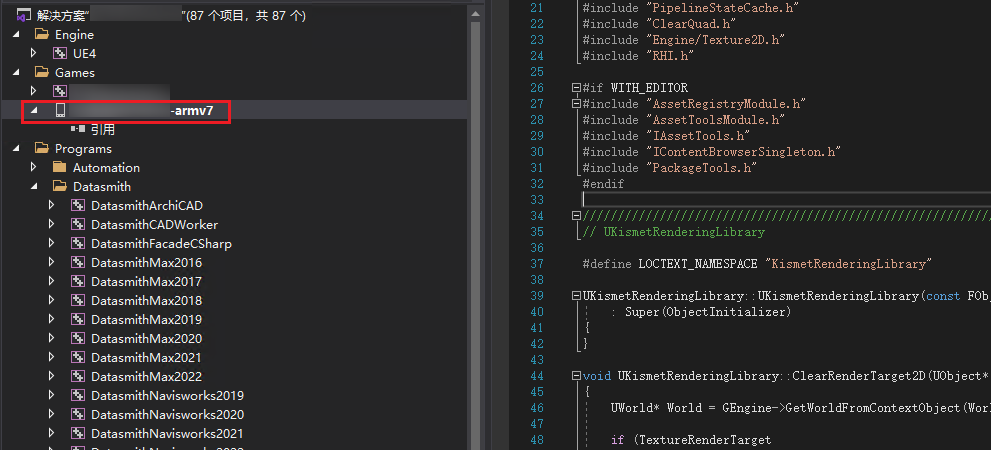 解决方案“ ”(87 个项目，共 87 个)
Engine
UE4
Games
-armv7
引用
Programs
Automation
Datasmith
DatasmithArchiCAD
DatasmithCADWorker
DatasmithFacadeCSharp
DatasmithMax2016
DatasmithMax2017
DatasmithMax2018
DatasmithMax2019
DatasmithMax2020
DatasmithMax2021
DatasmithMax2022
DatasmithNavisworks2019
DatasmithNavisworks2020
DatasmithNavisworks2021
21 #include "PipelineStateCache.h"
22 #include "ClearQuad.h"
23 #include "Engine/Texture2D.h"
24 #include "RHI.h"
25
26 #if WITH_EDITOR
27 #include "AssetRegistryModule.h"
28 #include "AssetToolsModule.h"
29 #include "IAssetTools.h"
30 #include "IContentBrowserSingleton.h"
31 #include "PackageTools.h"
32 #endif
33
34 //////////////////////////////////////////////////////////
35 // UKismetRenderingLibrary
36
37 #define LOCTEXT_NAMESPACE "KismetRenderingLibrary"
38
39 UKismetRenderingLibrary::UKismetRenderingLibrary(const FObj
40 : Super(ObjectInitializer)
41 {
42 }
43
44 void UKismetRenderingLibrary::ClearRenderTarget2D(UObject*
45 {
46 UWorld* World = GEngine->GetWorldFromContextObject(Worl
47
48 if (TextureRenderTarget